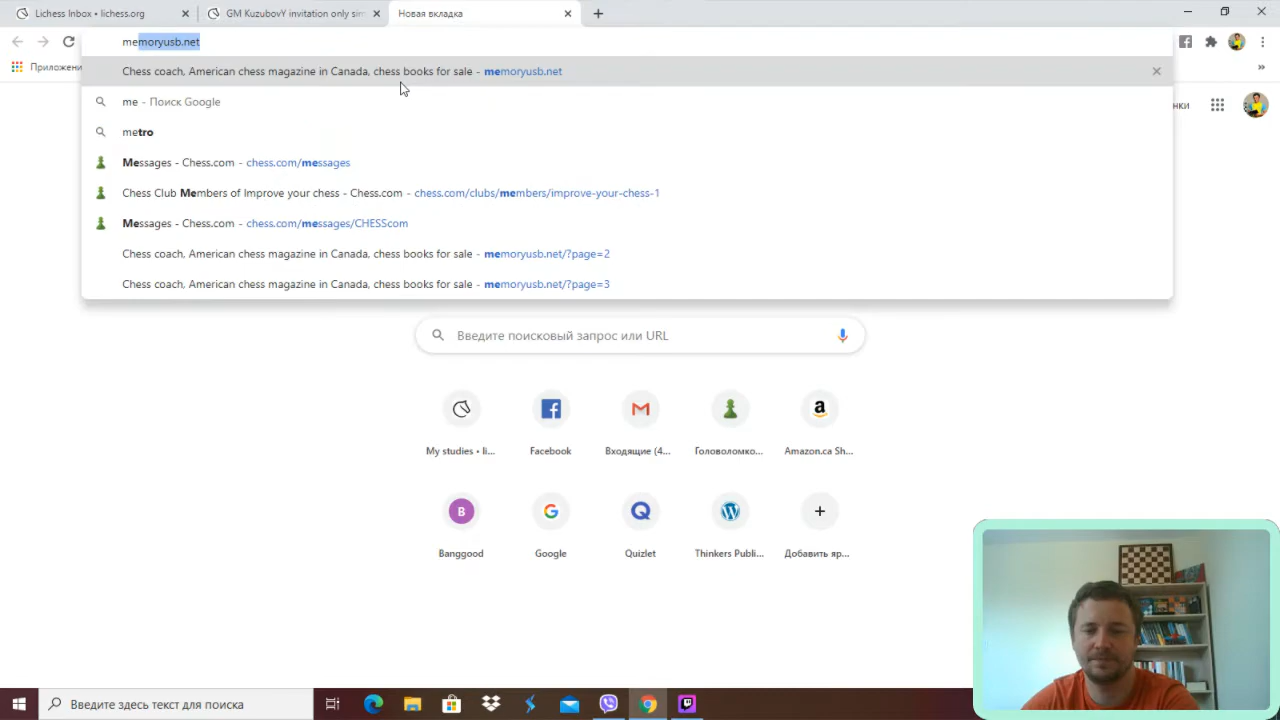 Lichess Inbox • lichess.org
GM KuzubovY invitation only sim
Новая вкладка
memoryusb.net
Приложени
Chess coach, American chess magazine in Canada, chess books for sale - memoryusb.net
нки
me - Поиск Google
metro
Messages - Chess.com - chess.com/messages
Chess Club Members of Improve your chess - Chess.com - chess.com/clubs/members/improve-your-chess-1
Messages - Chess.com - chess.com/messages/CHESScom
Chess coach, American chess magazine in Canada, chess books for sale - memoryusb.net/?page=2
Chess coach, American chess magazine in Canada, chess books for sale - memoryusb.net/?page=3
Введите поисковый запрос или URL
My studies • li...
Facebook
Входящие (4...
Головоломко...
Amazon.ca Sh...
B
Banggood
Google
Quizlet
Thinkers Publi...
Добавить яр...
Введите здесь текст для поиска